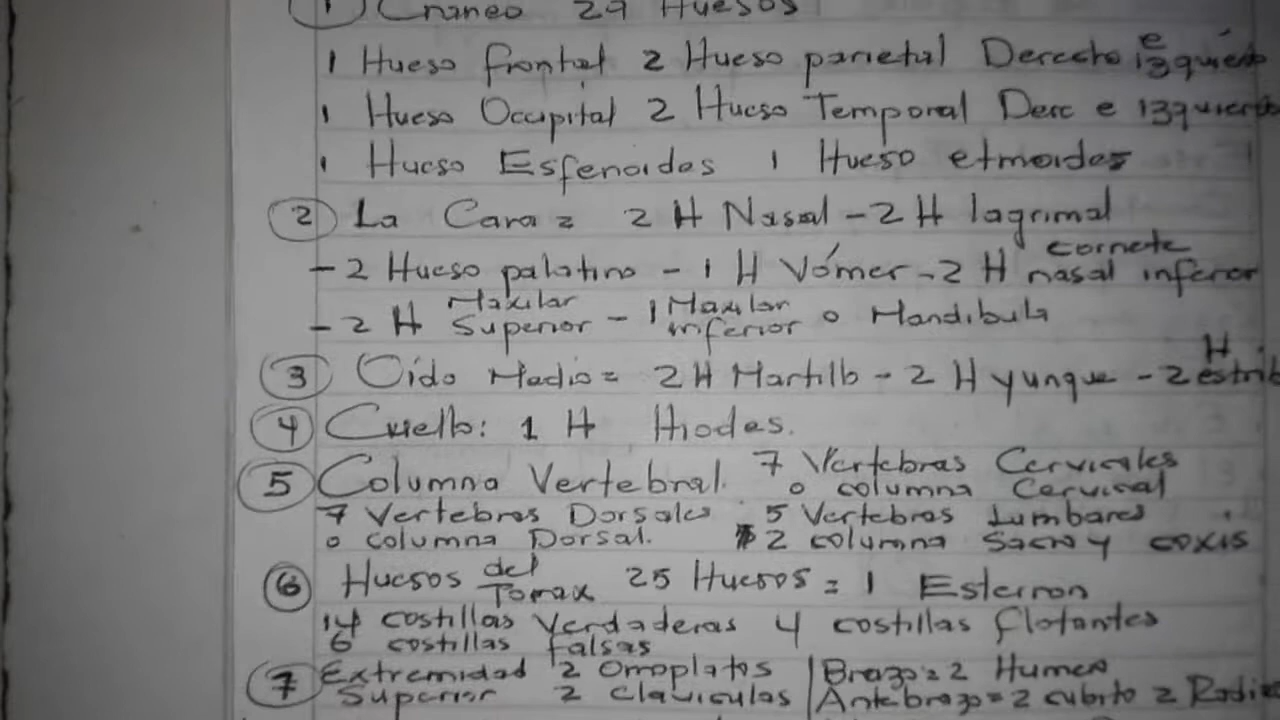 1 Craneo 29 Huesos
1 Hueso frontal 2 Hueso parietal Derecho e izquierdo
1 Hueso Occipital 2 Hueso Temporal Derc e izquierdo
1 Hueso Esfenoides 1 Hueso etmoides
2 La Cara = 2 H Nasal - 2 H lagrimal
- 2 Hueso palatino - 1 H Vómer - 2 H cornete nasal inferior
- 2 H Maxilar Superior - 1 Maxilar inferior o Mandibula
3 Oído Madio = 2 H Martillo - 2 H yunque - 2 H estrib
4 Cuello: 1 H Hiodes.
5 Columna Vertebral. 7 Vertebras Cervicales
o columna Cervical
7 Vertebras Dorsales 5 Vertebras Lumbares
o columna Dorsal. 2 columna Sacro y coxis
6 Huesos del Torax 25 Huesos = 1 Esternon
14 costillas Verdaderas 4 costillas flotantes
6 costillas falsas
7 Extremidad 2 Omoplatos | Brazo = 2 Humero
Superior 2 Claviculas | Antebrazo = 2 cubito 2 Radio